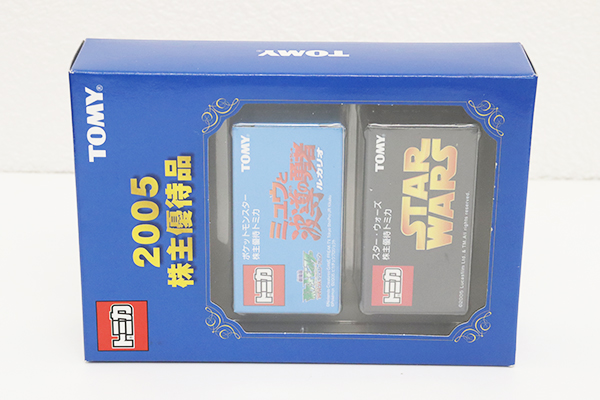 TOMY
TOMY
2005
株主優待品
トミカ
TOMY
ポケットモンスター
株主優待トミカ
ミュウと
波導の勇者
ルカリオ
トミカ
TOMY
スター・ウォーズ
株主優待トミカ
STAR
WARS
トミカ